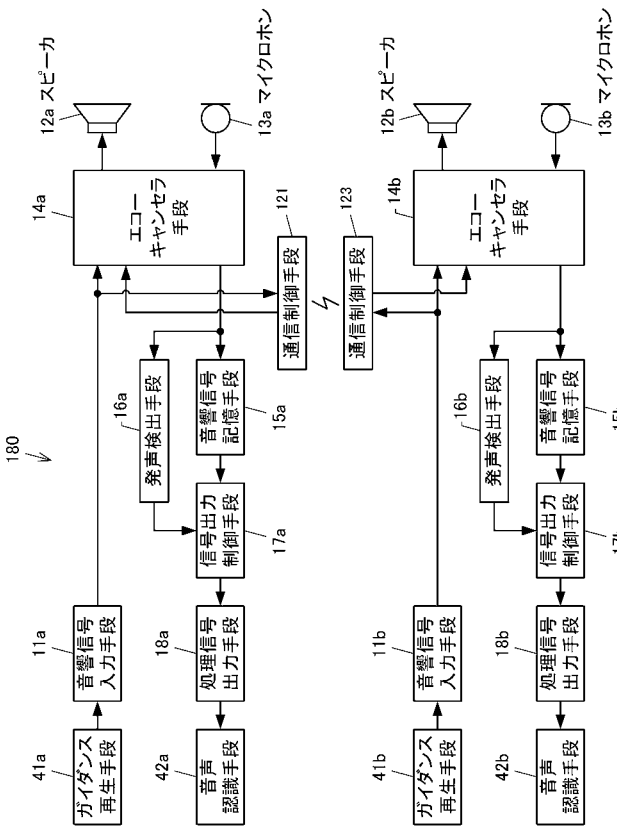 180
41a
ガイダンス
再生手段
11a
音響信号
入力手段
14a
エコー
キャンセラ
手段
12a スピーカ
13a マイクロホン
42a
音声
認識手段
18a
処理信号
出力手段
17a
信号出力
制御手段
16a
発声検出手段
15a
音響信号
記憶手段
121
通信制御手段
123
通信制御手段
41b
ガイダンス
再生手段
11b
音響信号
入力手段
14b
エコー
キャンセラ
手段
12b スピーカ
13b マイクロホン
42b
音声
認識手段
18b
処理信号
出力手段
信号出力
制御手段
16b
発声検出手段
音響信号
記憶手段